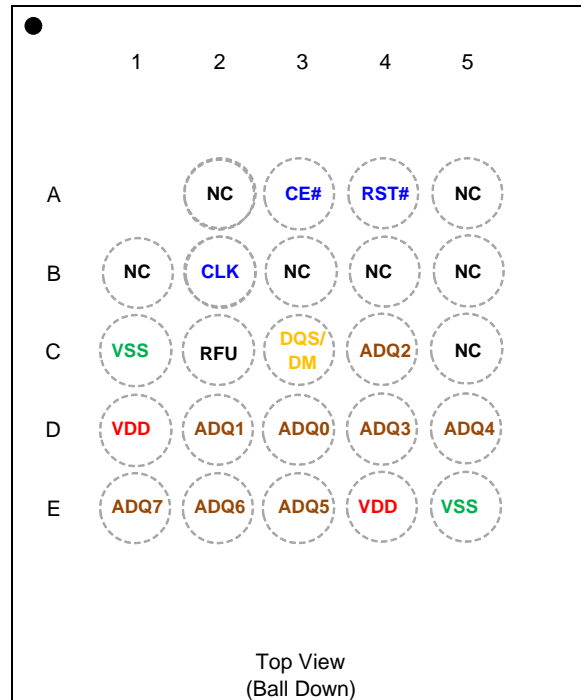 1 2 3 4 5
A NC CE# RST# NC
B NC CLK NC NC NC
C VSS RFU DQS/ ADQ2 NC
DM
D VDD ADQ1 ADQ0 ADQ3 ADQ4
E ADQ7 ADQ6 ADQ5 VDD VSS
Top View
(Ball Down)